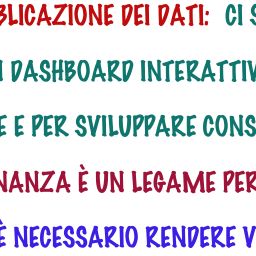 BLICAZIONE DEI DATI: CI S
I DASHBOARD INTERATTIV
E E PER SVILUPPARE CONS
NANZA È UN LEGAME PER
È NECESSARIO RENDERE V